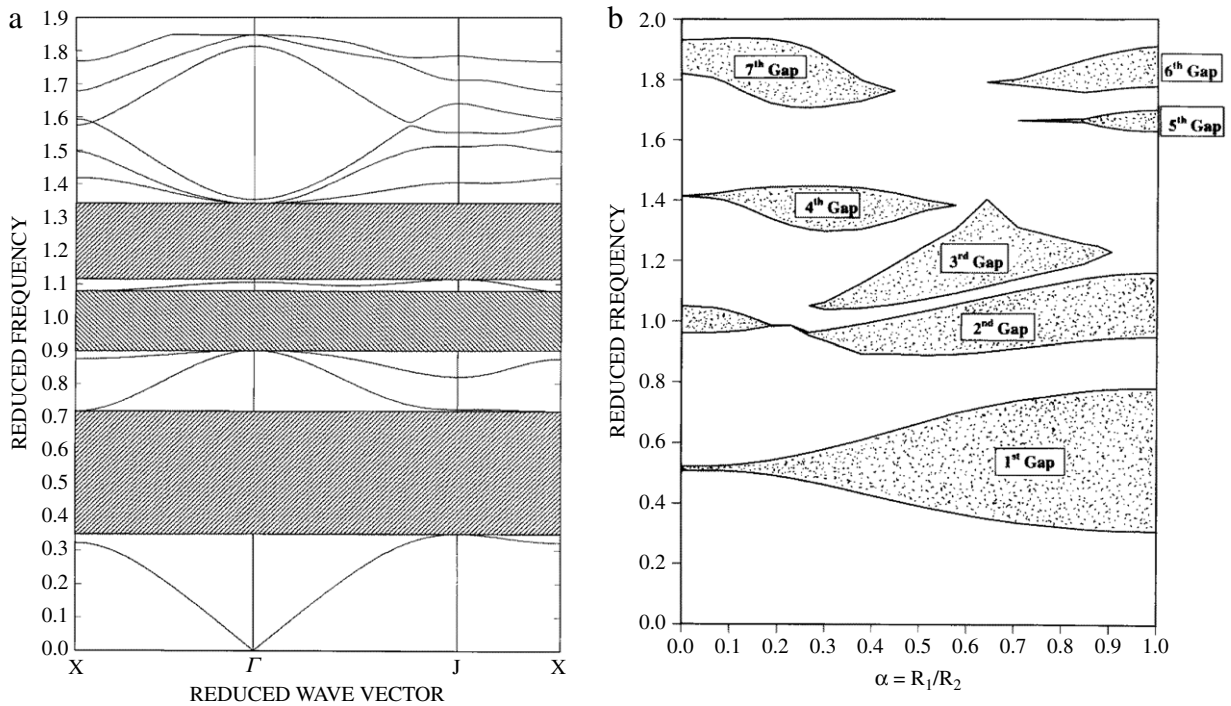 a
REDUCED FREQUENCY
1.9
1.8
1.7
1.6
1.5
1.4
1.3
1.2
1.1
1.0
0.9
0.8
0.7
0.6
0.5
0.4
0.3
0.2
0.1
0.0
X Γ J X
REDUCED WAVE VECTOR
b
REDUCED FREQUENCY
2.0
1.8
1.6
1.4
1.2
1.0
0.8
0.6
0.4
0.2
0.0
7th Gap
6th Gap
5th Gap
4th Gap
3rd Gap
2nd Gap
1st Gap
0.0 0.1 0.2 0.3 0.4 0.5 0.6 0.7 0.8 0.9 1.0
α = R1/R2